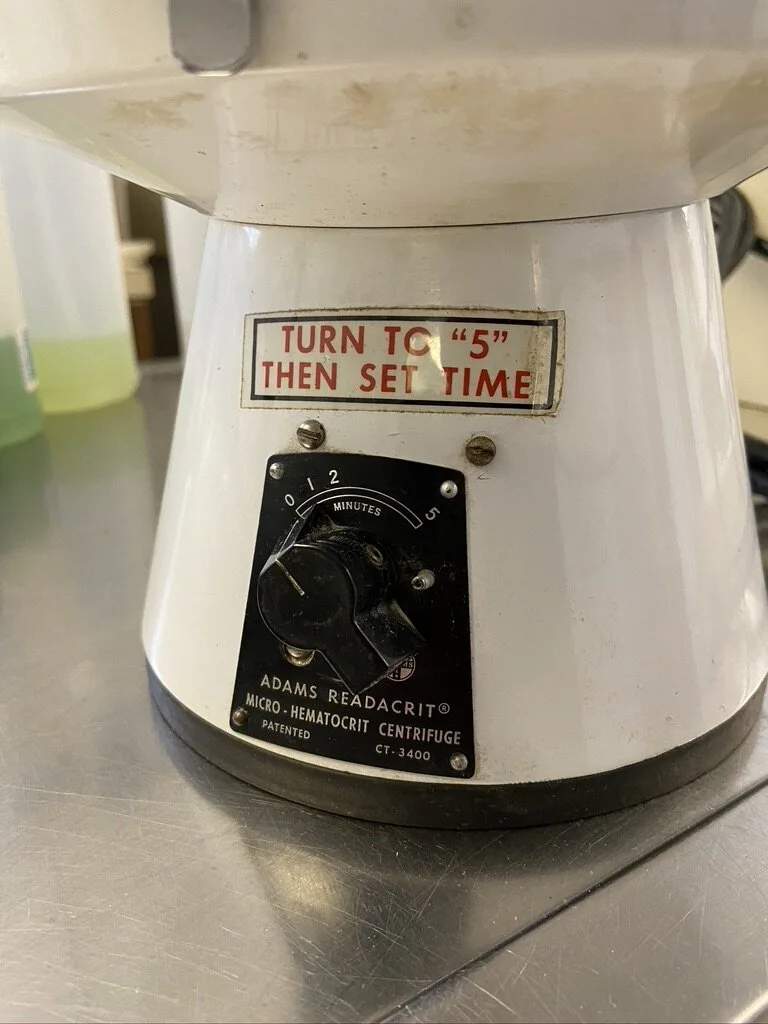 TURN TO “5”
THEN SET TIME
0 1 2 5
MINUTES
ADAMS READACRIT®
MICRO-HEMATOCRIT CENTRIFUGE
PATENTED
CT-3400